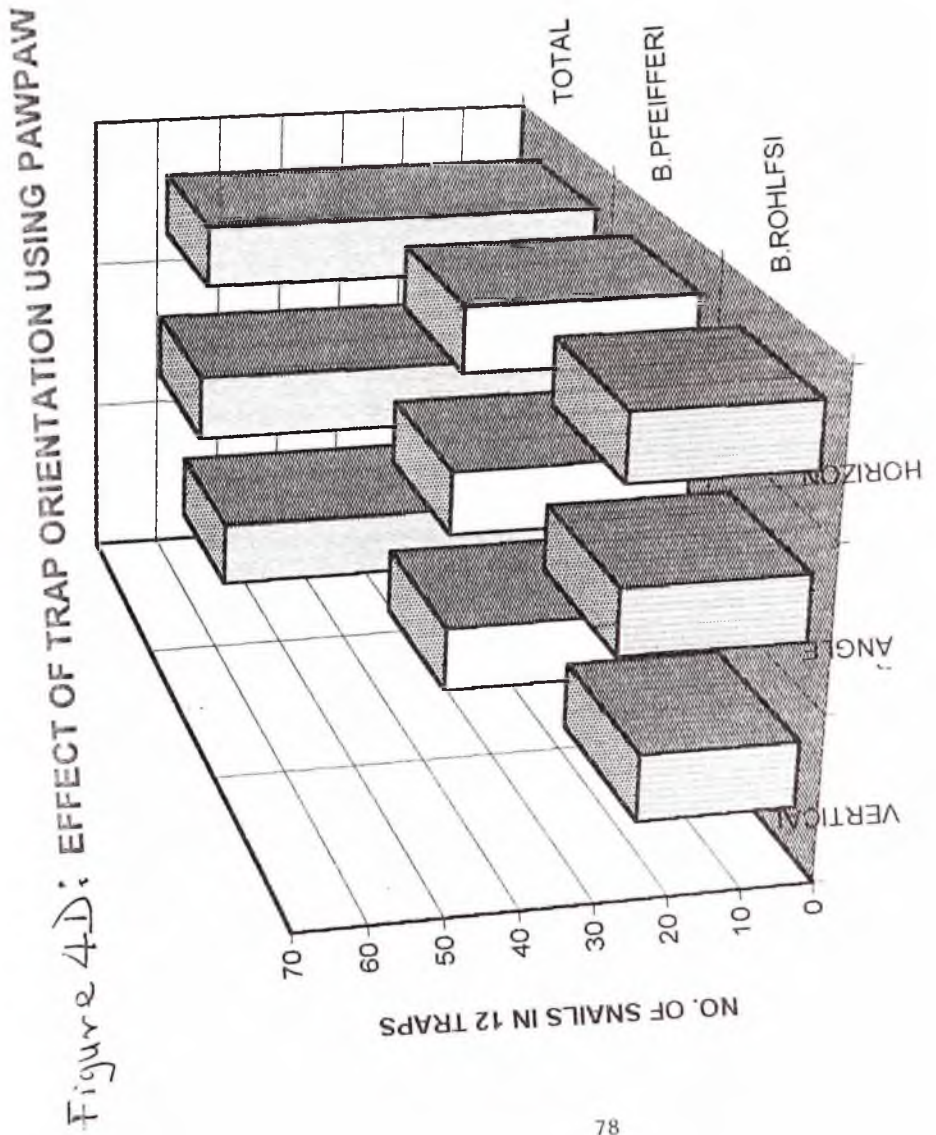 Figure 4D: EFFECT OF TRAP ORIENTATION USING PAWPAW
NO. OF SNAILS IN 12 TRAPS
70
60
50
40
30
20
10
0
VERTICAL
ANGLE
HORIZON
B.ROHLFSI
B.PFEIFFERI
TOTAL
78